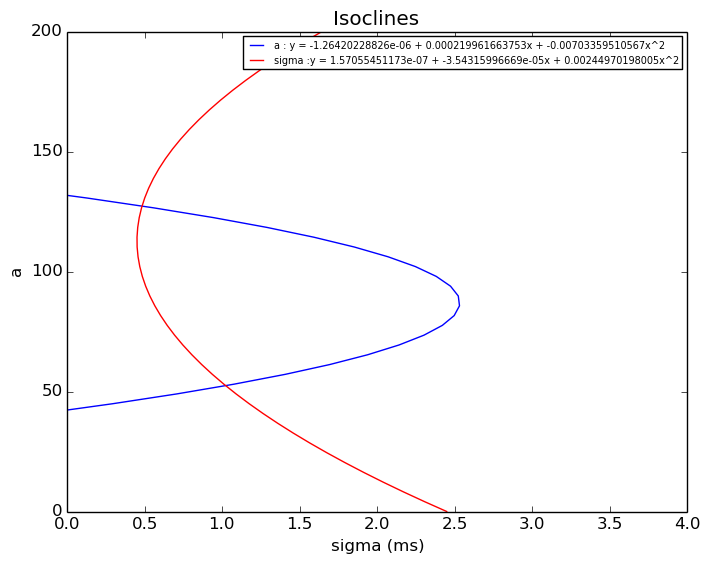 Isoclines
a : y = -1.26420228826e-06 + 0.000219961663753x + -0.00703359510567x^2
sigma :y = 1.57055451173e-07 + -3.54315996669e-05x + 0.00244970198005x^2
200
150
100
50
0
a
0.0 0.5 1.0 1.5 2.0 2.5 3.0 3.5 4.0
sigma (ms)